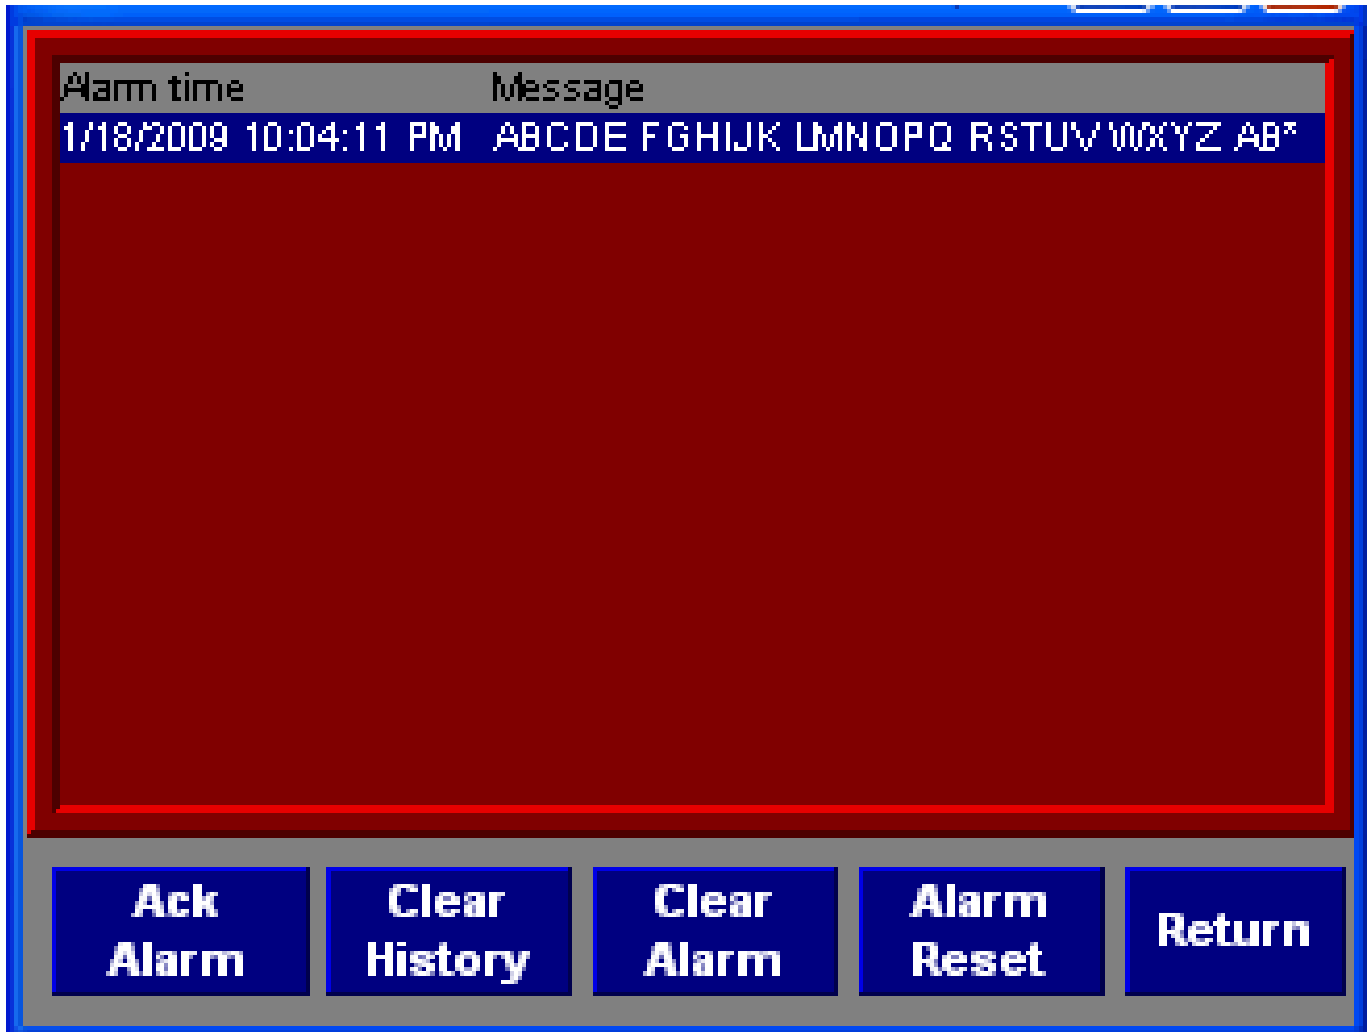 Alarm time Message
1/18/2009 10:04:11 PM ABCDE FGHIJK LMNOPQ RSTUV WXYZ AB*
Ack Alarm
Clear History
Clear Alarm
Alarm Reset
Return